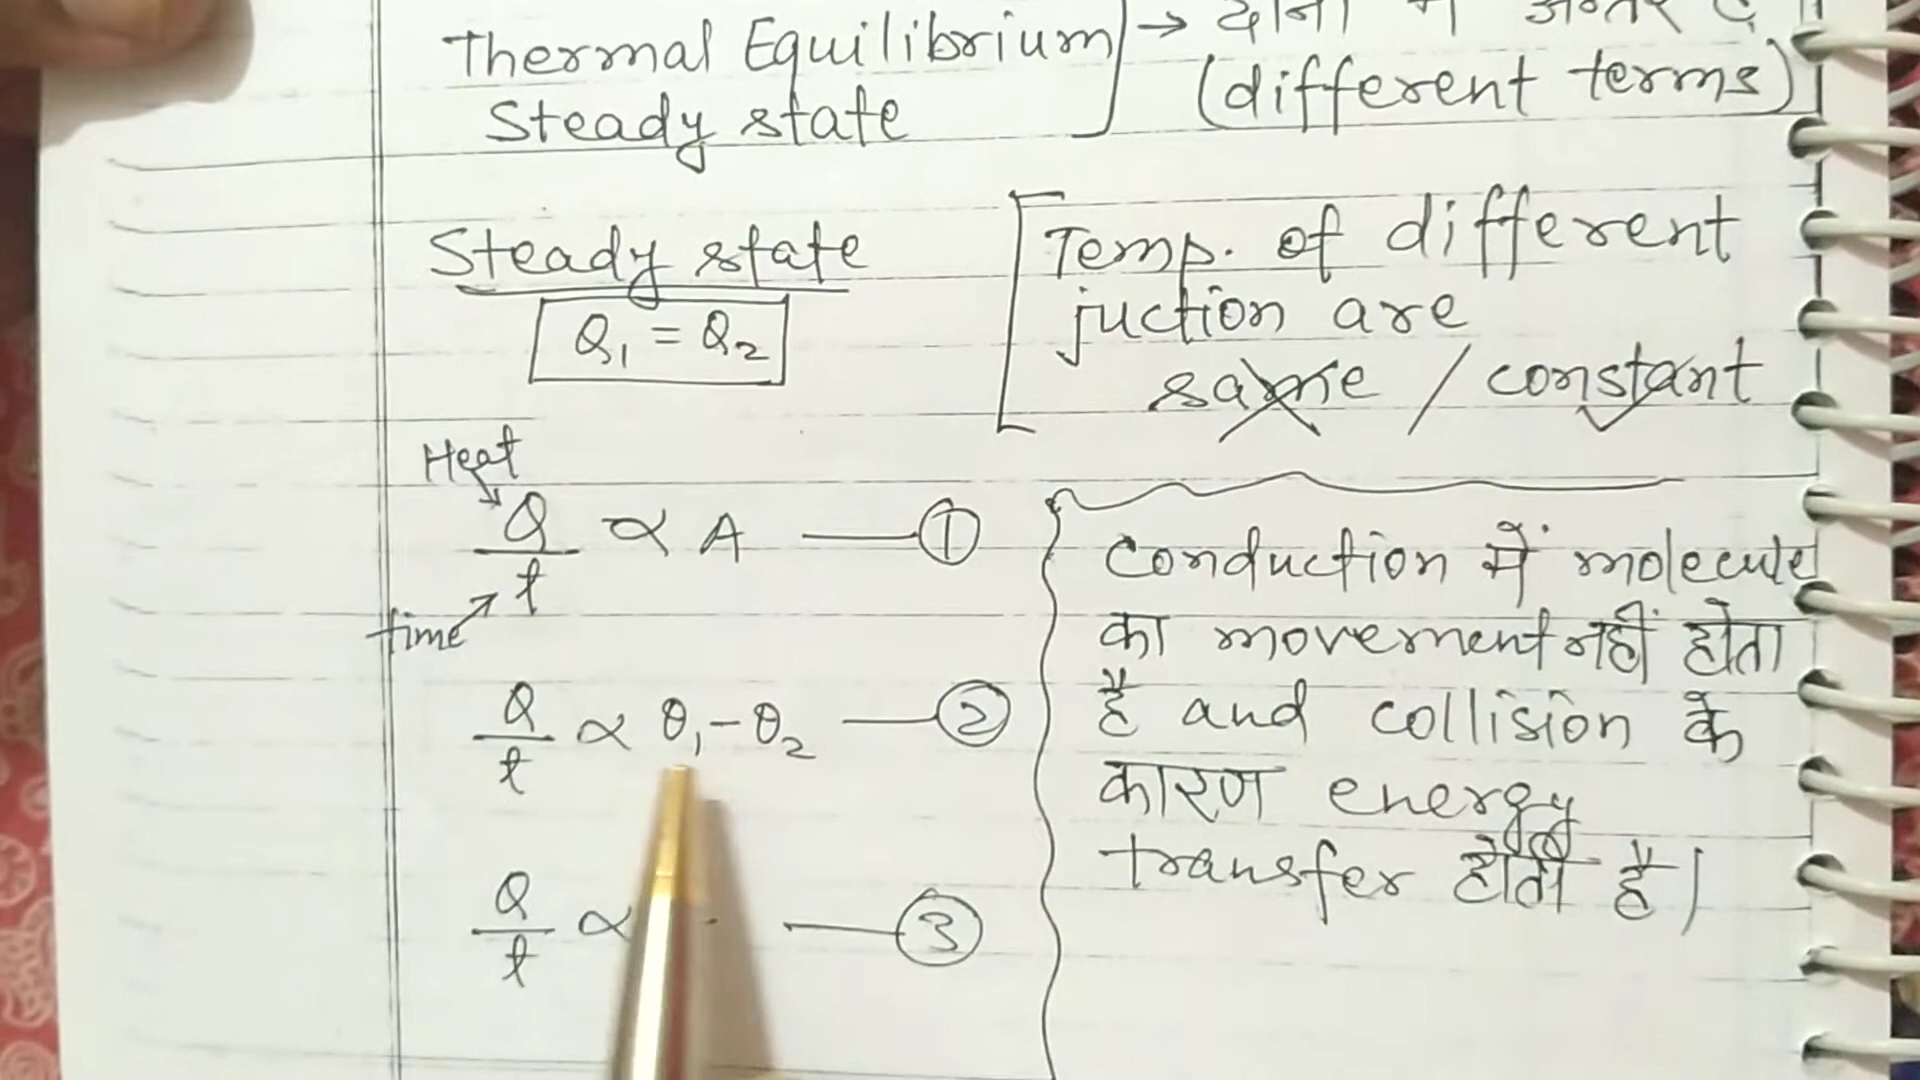 Thermal Equilibrium
Steady state
→
(different terms)
Steady state
Q₁ = Q₂
Temp. of different
juction are
same / constant
Heat
Q/t ∝ A — ①
time
Q/t ∝ θ₁ - θ₂ — ②
Q/t ∝ — ③
Conduction में molecule
का movement नहीं होता
है and collision के
कारण energy
transfer होती है।